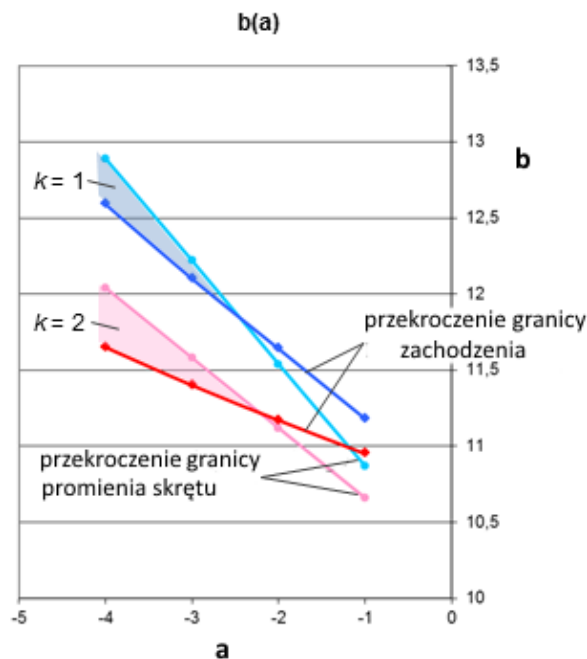 b(a)
13,5
13
b
k = 1
12,5
12
k = 2
przekroczenie granicy
zachodzenia
11,5
11
przekroczenie granicy
promienia skrętu
10,5
10
-5 -4 -3 -2 -1 0
a